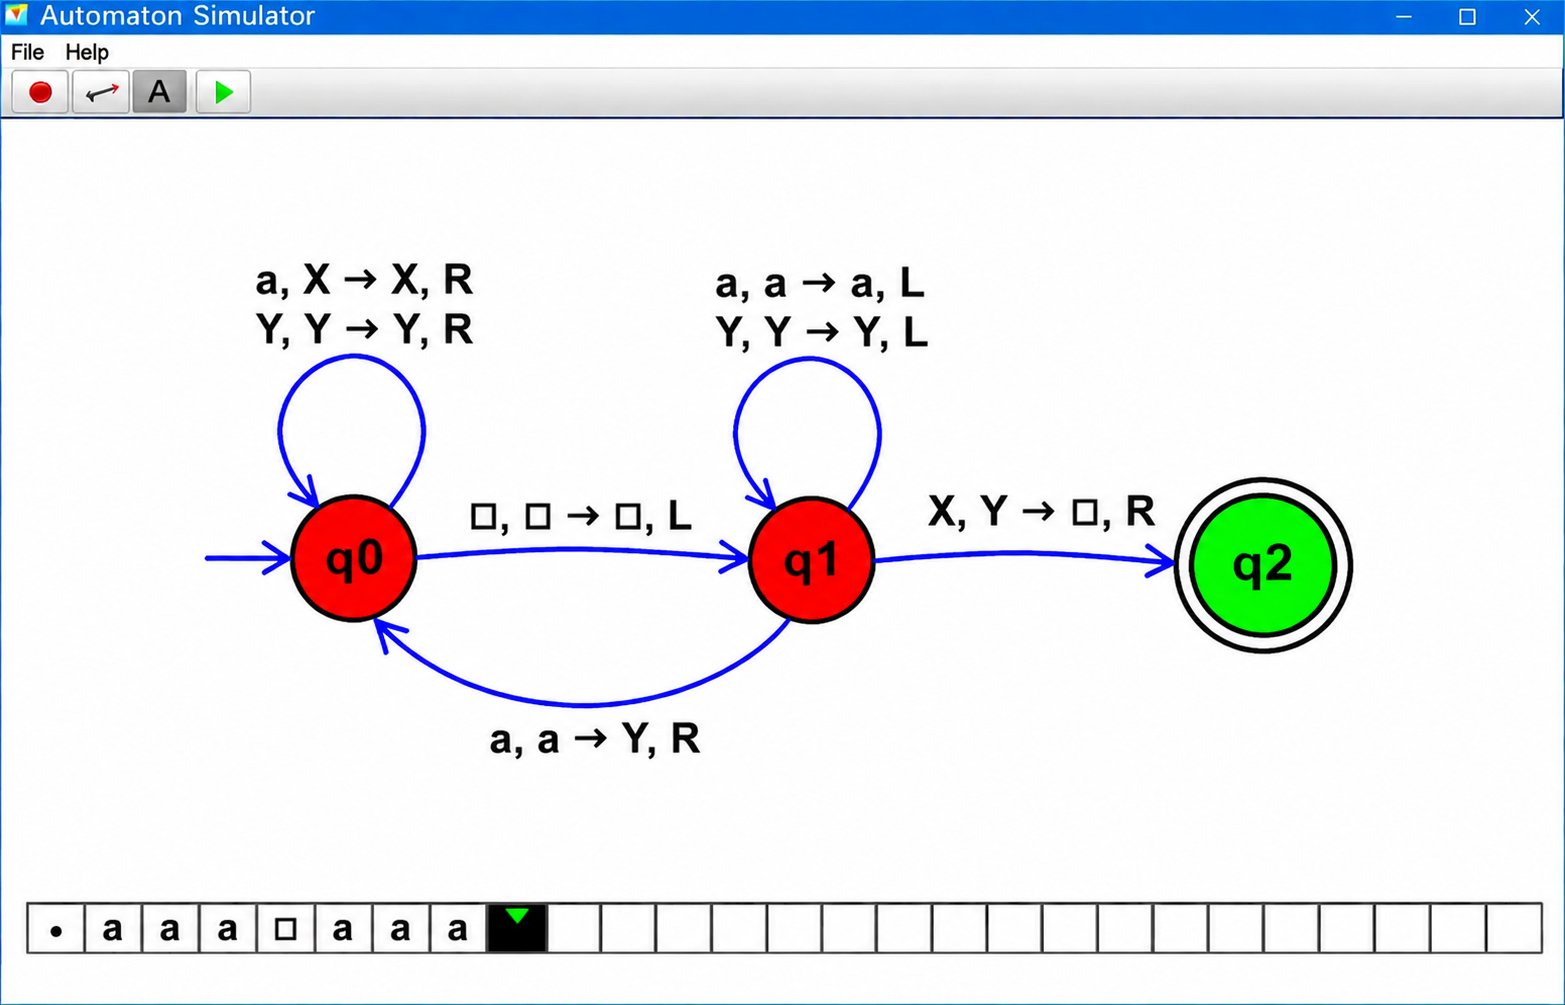 Automaton Simulator
File Help
A
a, X → X, R
Y, Y → Y, R
a, a → a, L
Y, Y → Y, L
□, □ → □, L
X, Y → □, R
q0
q1
q2
a, a → Y, R
• a a a □ a a a